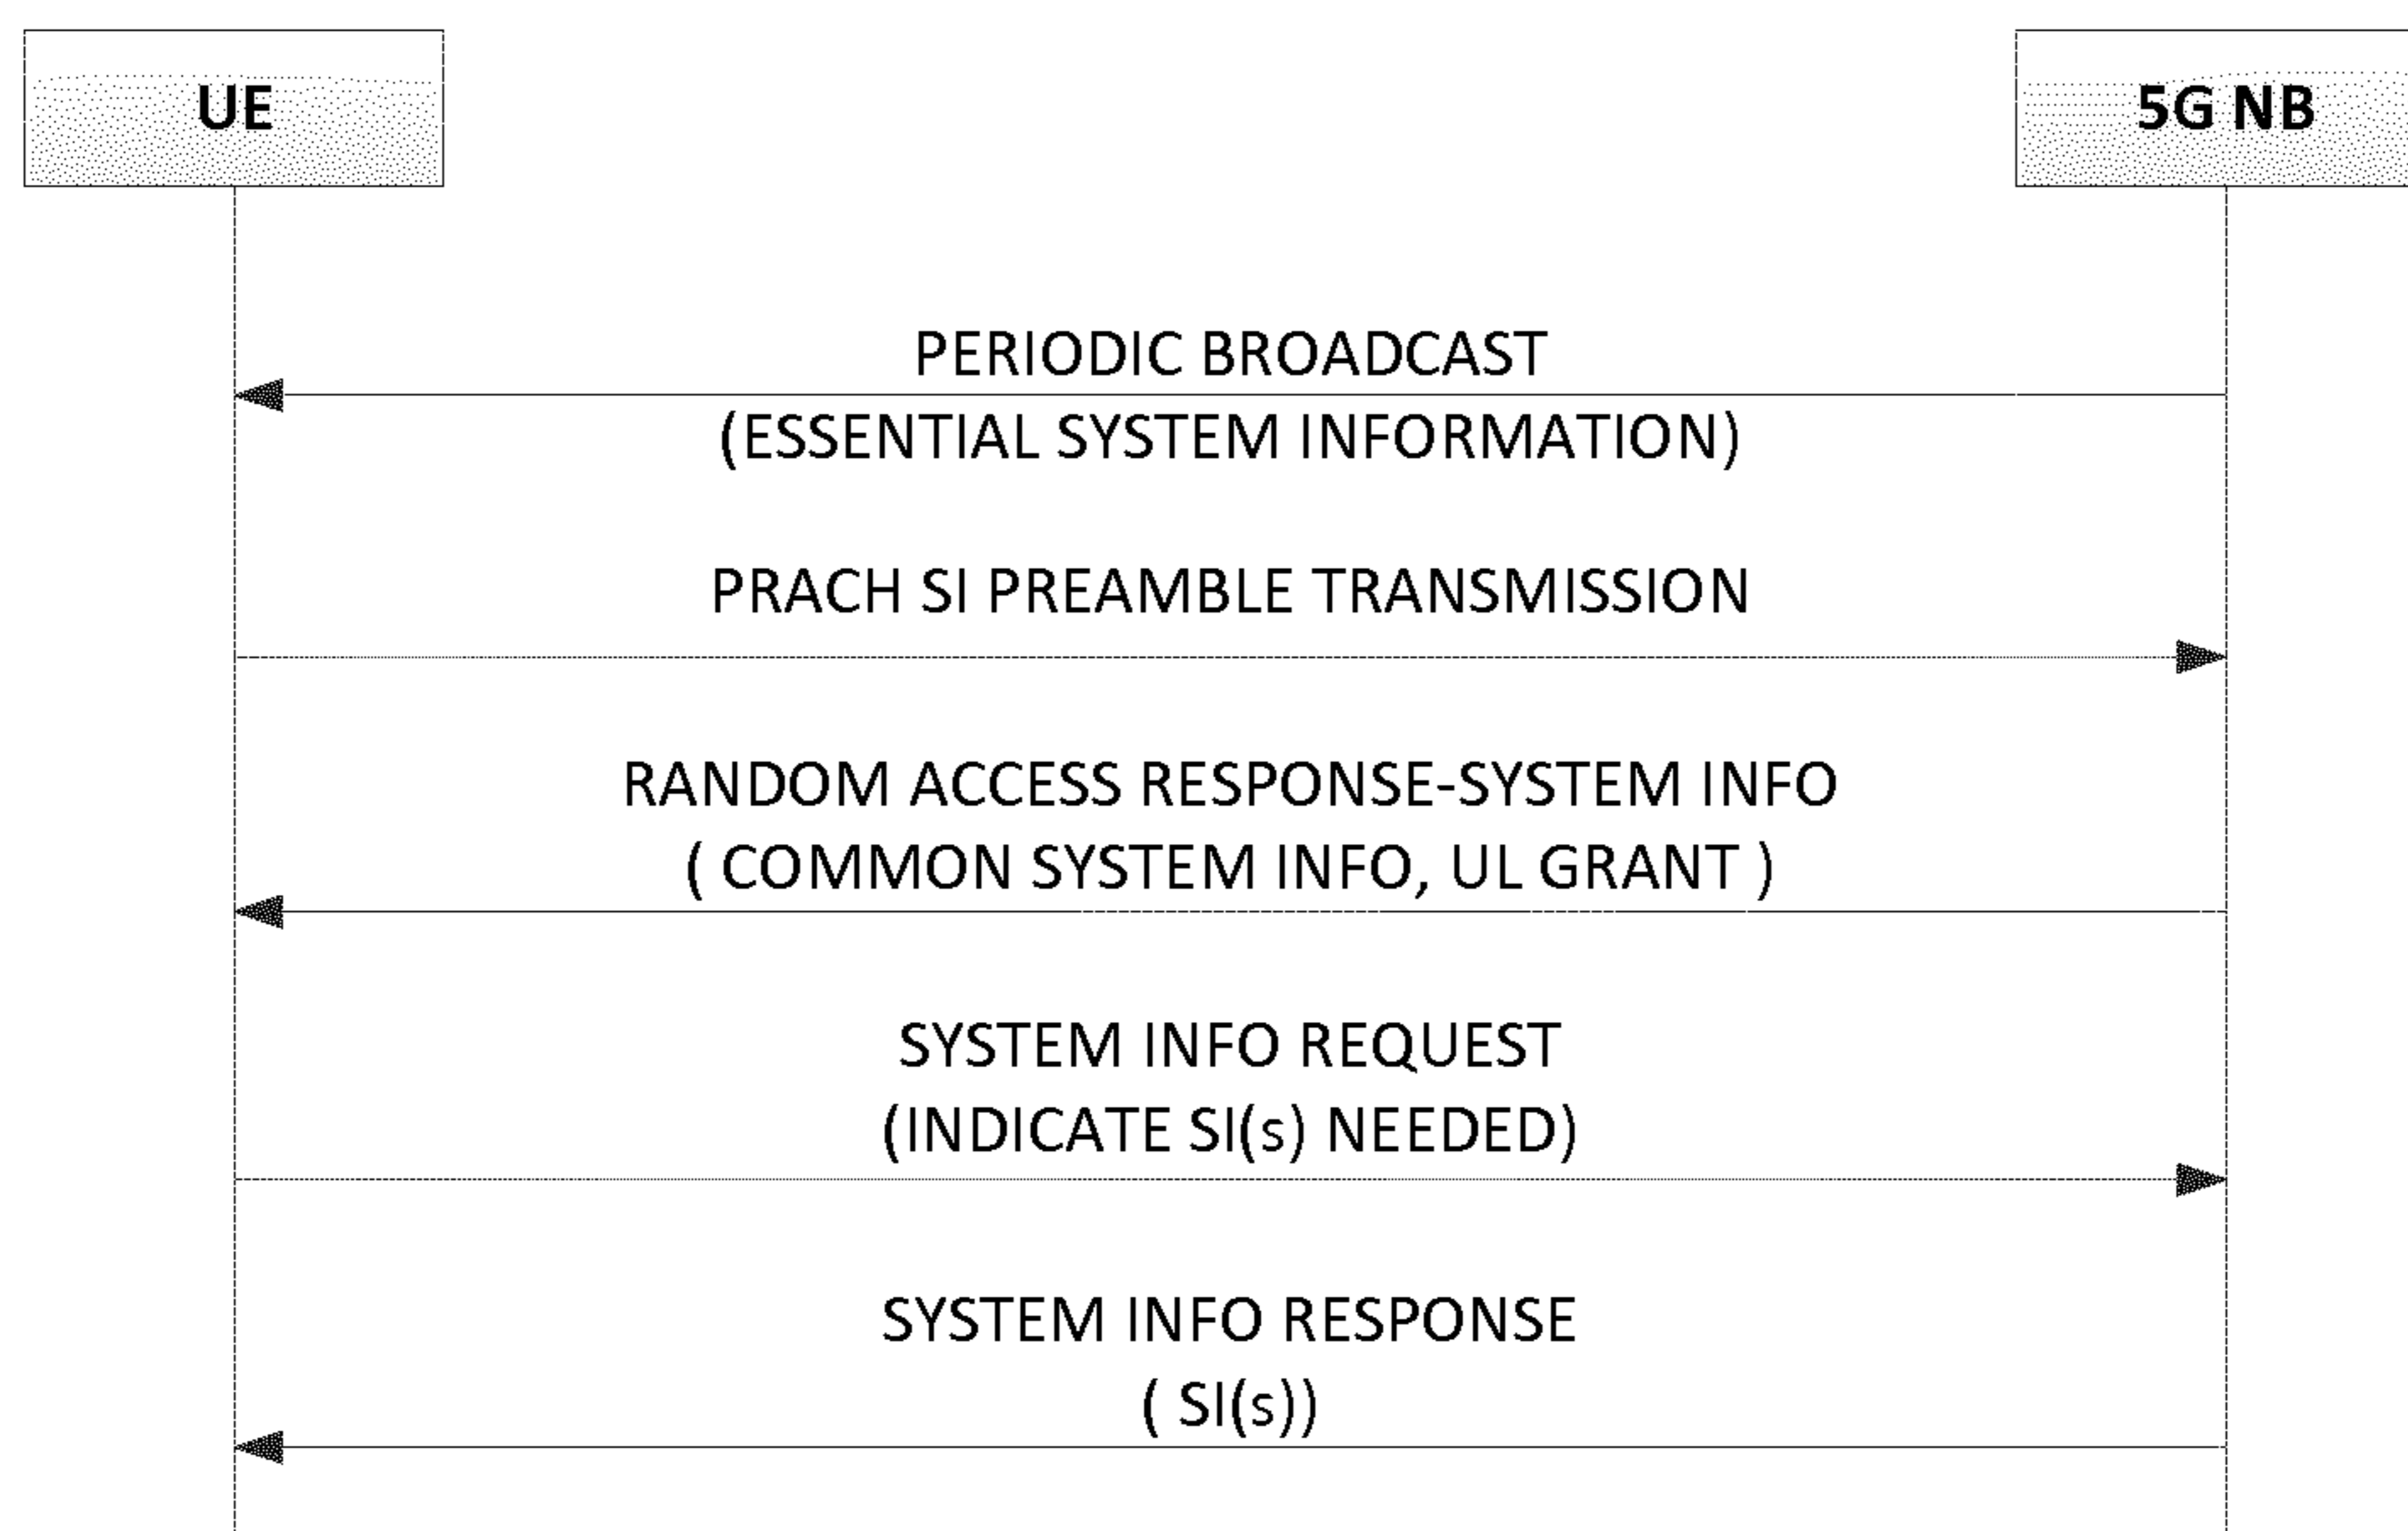 UE
5G NB
PERIODIC BROADCAST
(ESSENTIAL SYSTEM INFORMATION)
PRACH SI PREAMBLE TRANSMISSION
RANDOM ACCESS RESPONSE-SYSTEM INFO
( COMMON SYSTEM INFO, UL GRANT )
SYSTEM INFO REQUEST
(INDICATE SI(s) NEEDED)
SYSTEM INFO RESPONSE
( SI(s))